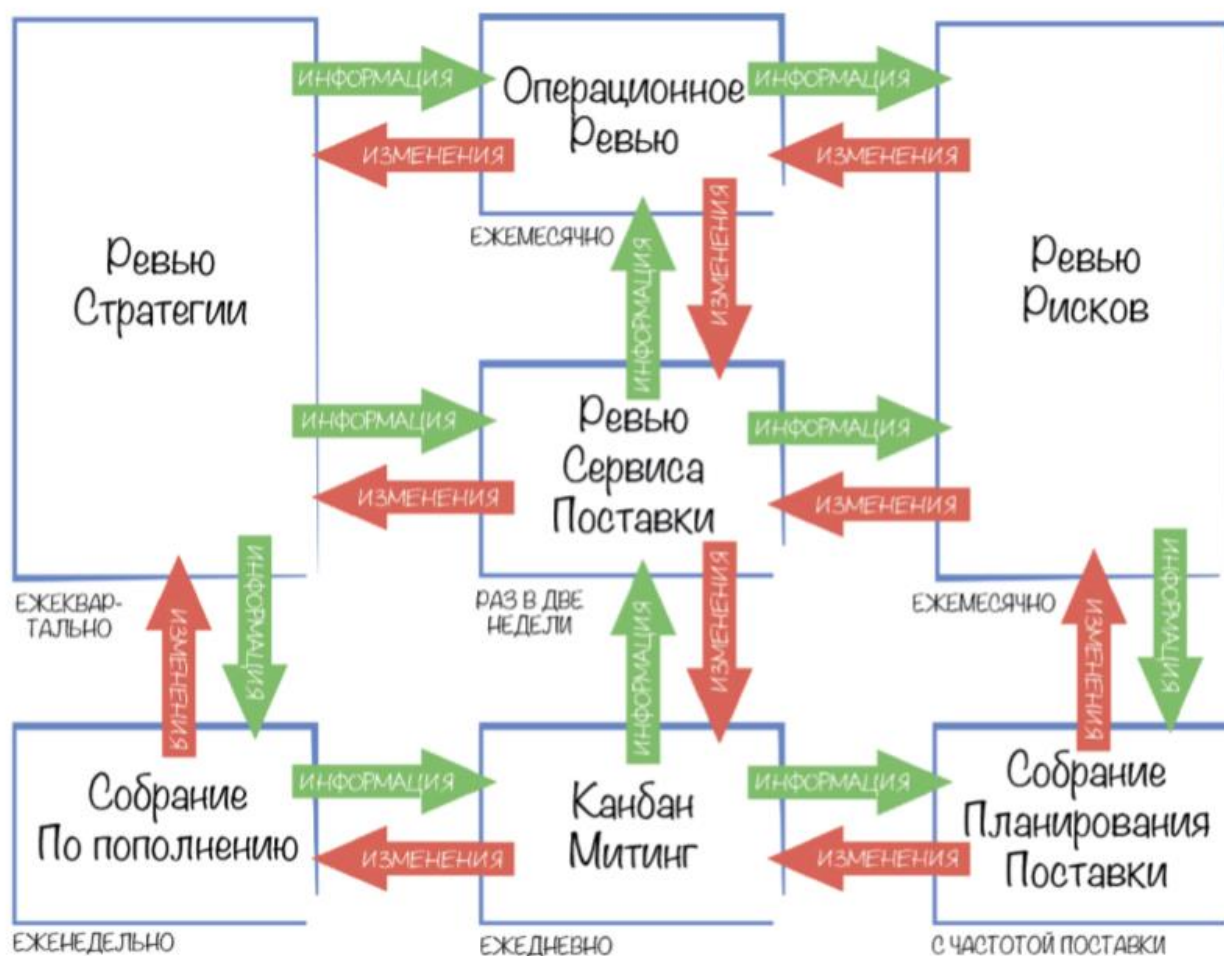 ИНФОРМАЦИЯ
Операционное
Ревью
ИНФОРМАЦИЯ
ИЗМЕНЕНИЯ
ИЗМЕНЕНИЯ
ЕЖЕМЕСЯЧНО
ИНФОРМАЦИЯ
ИЗМЕНЕНИЯ
Ревью
Стратегии
Ревью
Рисков
ИНФОРМАЦИЯ
Ревью
Сервиса
Поставки
ИНФОРМАЦИЯ
ИЗМЕНЕНИЯ
ИЗМЕНЕНИЯ
ЕЖЕКВАР-
ТАЛЬНО
РАЗ В ДВЕ
НЕДЕЛИ
ЕЖЕМЕСЯЧНО
ИЗМЕНЕНИЯ
ИНФОРМАЦИЯ
ИНФОРМАЦИЯ
ИЗМЕНЕНИЯ
ИЗМЕНЕНИЯ
ИНФОРМАЦИЯ
Собрание
По пополнению
ИНФОРМАЦИЯ
ИЗМЕНЕНИЯ
Канбан
Митинг
ИНФОРМАЦИЯ
ИЗМЕНЕНИЯ
Собрание
Планирования
Поставки
ЕЖЕНЕДЕЛЬНО
ЕЖЕДНЕВНО
С ЧАСТОТОЙ ПОСТАВКИ